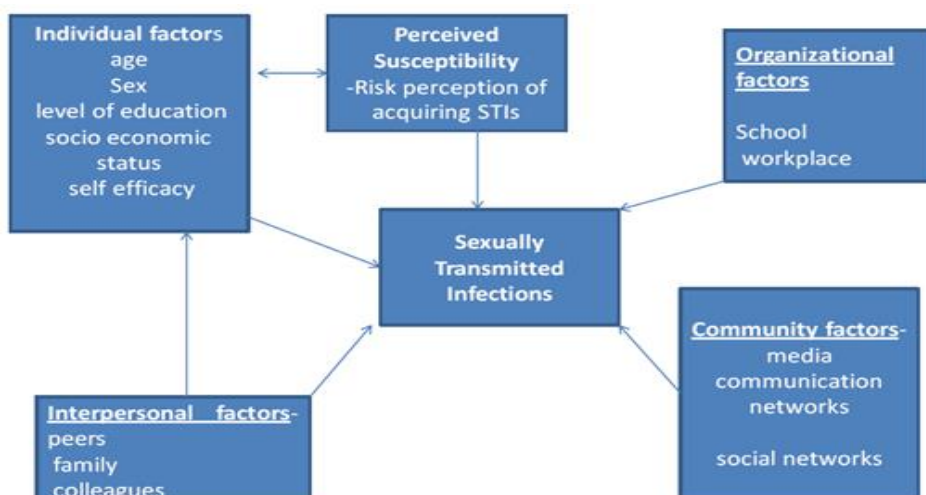 Individual factors
age
Sex
level of education
socio economic
status
self efficacy
Perceived
Susceptibility
-Risk perception of
acquiring STIs
Organizational
factors
School
workplace
Sexually
Transmitted
Infections
Interpersonal factors-
peers
family
colleagues
Community factors-
media
communication
networks
social networks